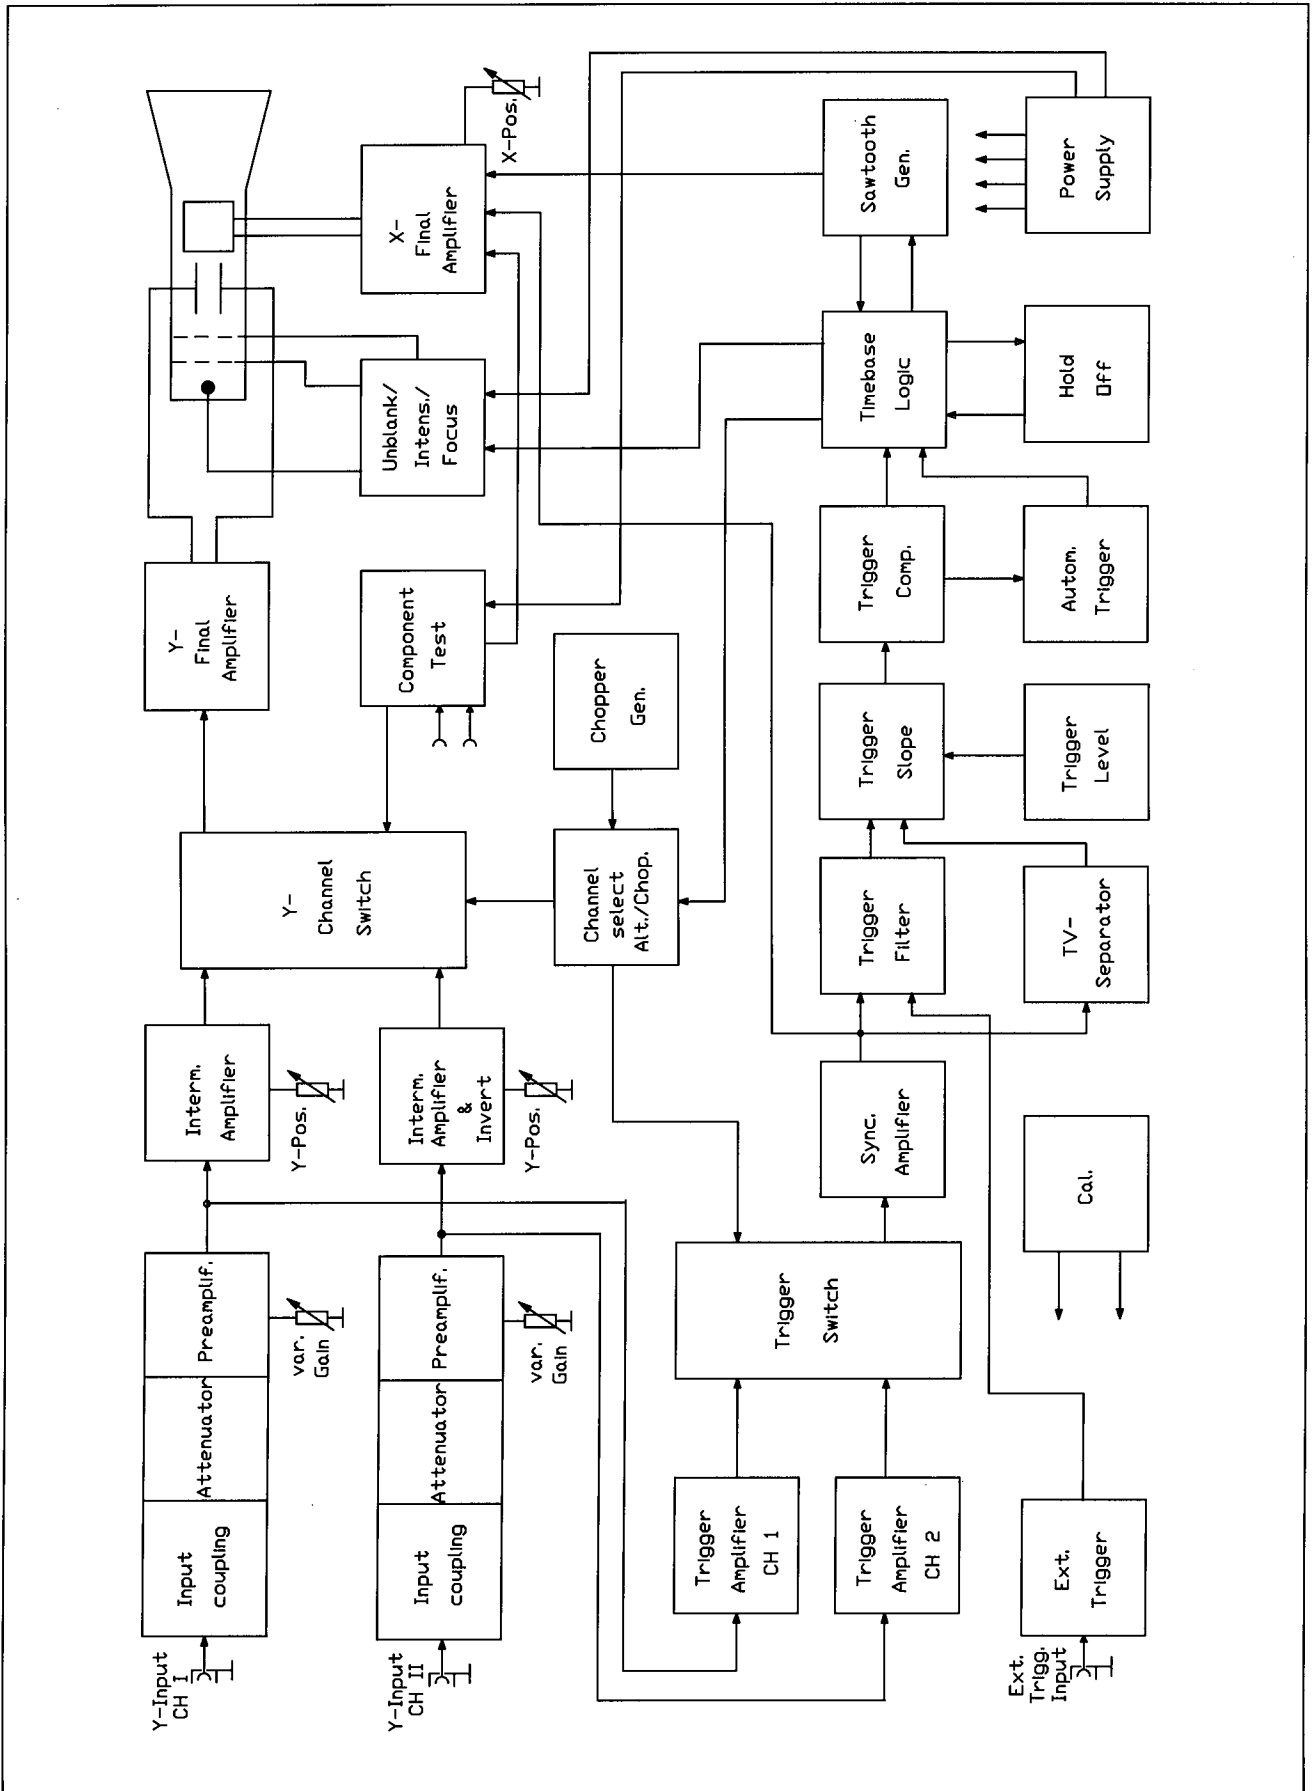 Y-Input
CH I
Input
coupling
Attenuator
Preamplif.
var.
Gain
Interm.
Amplifier
Y-Pos.
Y-
Channel
Switch
Y-
Final
Amplifier
Y-Input
CH II
Input
coupling
Attenuator
Preamplif.
var.
Gain
Interm.
Amplifier
&
Invert
Y-Pos.
Component
Test
Unblank/
Intens./
Focus
X-
Final
Amplifier
X-Pos.
Channel
select
Alt./Chop.
Chopper
Gen.
Trigger
Amplifier
CH 1
Trigger
Amplifier
CH 2
Trigger
Switch
Sync.
Amplifier
Trigger
Filter
Trigger
Slope
Trigger
Comp.
Timebase
Logic
Sawtooth
Gen.
Ext.
Trigg.
Input
Ext.
Trigger
Cal.
TV-
Separator
Trigger
Level
Autom.
Trigger
Hold
Off
Power
Supply